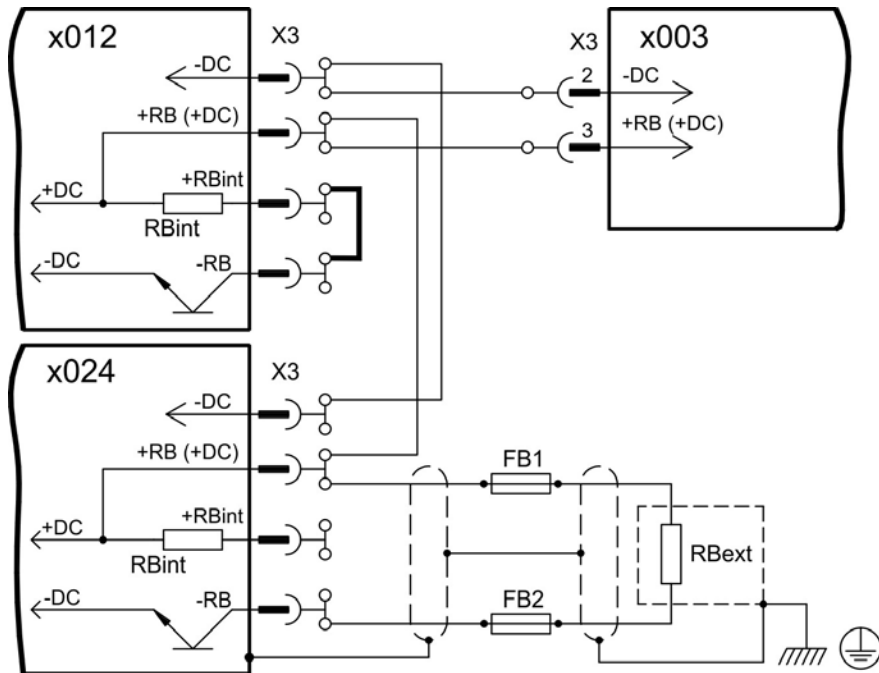 x012
X3
-DC
+RB (+DC)
+DC
+RBint
RBint
-DC
-RB
X3
x003
2
-DC
3
+RB (+DC)
x024
X3
-DC
+RB (+DC)
+DC
+RBint
RBint
-DC
-RB
FB1
RBext
FB2